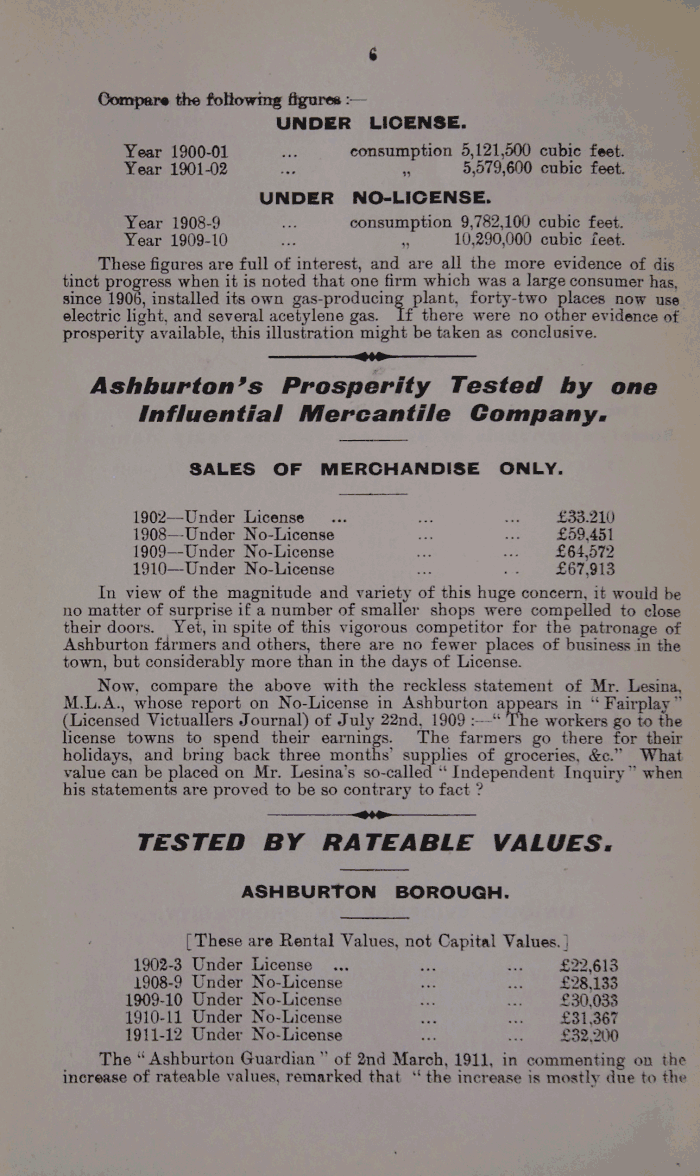 6
Compare the following figures :—
UNDER LICENSE.
Year 1900-01 ... consumption 5,121,500 cubic feet.
Year 1901-02 ... „ 5,579,600 cubic feet.
UNDER NO-LICENSE.
Year 1908-9 ... consumption 9,782,100 cubic feet.
Year 1909-10 ... „ 10,290,000 cubic feet.
These figures are full of interest, and are all the more evidence of dis
tinct progress when it is noted that one firm which was a large consumer has,
since 1906, installed its own gas-producing plant, forty-two places now use
electric light, and several acetylene gas. If there were no other evidence of
prosperity available, this illustration might be taken as conclusive.
Ashburton's Prosperity Tested by one
Influential Mercantile Company.
SALES OF MERCHANDISE ONLY.
1902—Under License ... ... ... £33.210
1908—Under No-License ... ... £59,451
1909—Under No-License ... ... £64,572
1910—Under No-License ... . . £67,913
In view of the magnitude and variety of this huge concern, it would be
no matter of surprise if a number of smaller shops were compelled to close
their doors. Yet, in spite of this vigorous competitor for the patronage of
Ashburton farmers and others, there are no fewer places of business in the
town, but considerably more than in the days of License.
Now, compare the above with the reckless statement of Mr. Lesina,
M.L.A., whose report on No-License in Ashburton appears in “ Fairplay ”
(Licensed Victuallers Journal) of July 22nd, 1909 :—“ The workers go to the
license towns to spend their earnings. The farmers go there for their
holidays, and bring back three months' supplies of groceries, &c.” What
value can be placed on Mr. Lesina's so-called “ Independent Inquiry ” when
his statements are proved to be so contrary to fact ?
TESTED BY RATEABLE VALUES.
ASHBURTON BOROUGH.
[These are Rental Values, not Capital Values.]
1902-3 Under License ... ... ... £22,613
1908-9 Under No-License ... ... £28,133
1909-10 Under No-License ... ... £30,033
1910-11 Under No-License ... ... £31,367
1911-12 Under No-License ... ... £32,200
The “ Ashburton Guardian ” of 2nd March, 1911, in commenting on the
increase of rateable values, remarked that “ the increase is mostly due to the